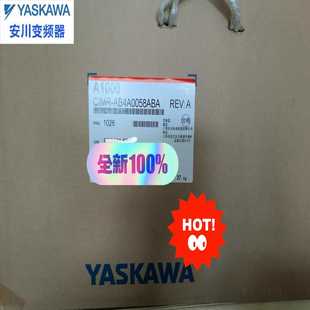 YASKAWA
安川变频器
A1000
CIMR-AB4A0058ABA REV:A
1026
全新100%
HOT!
YASKAWA